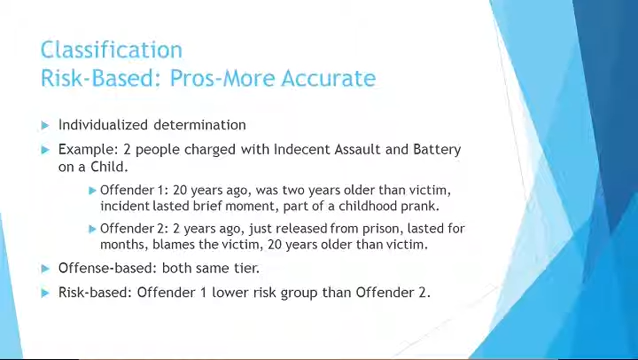 Classification
Risk-Based: Pros-More Accurate
Individualized determination
Example: 2 people charged with Indecent Assault and Battery
on a Child.
Offender 1: 20 years ago, was two years older than victim,
incident lasted brief moment, part of a childhood prank.
Offender 2: 2 years ago, just released from prison, lasted for
months, blames the victim, 20 years older than victim.
Offense-based: both same tier.
Risk-based: Offender 1 lower risk group than Offender 2.